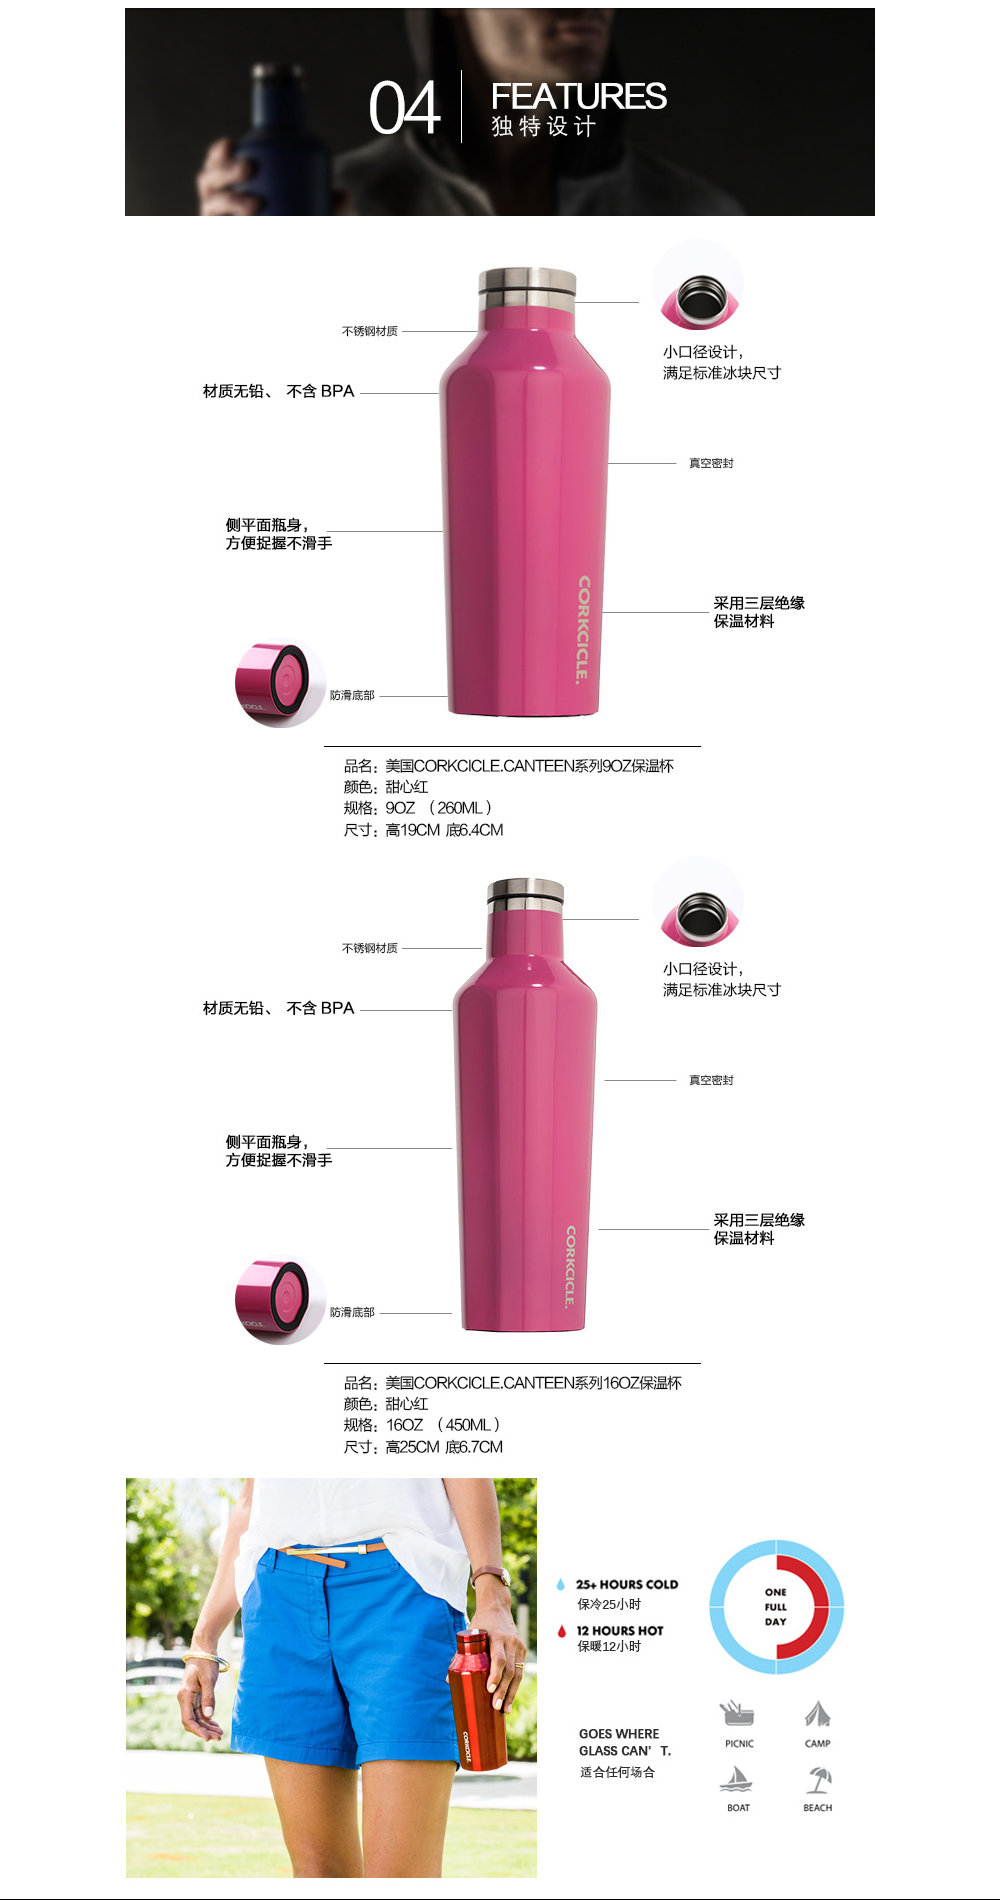 04
FEATURES
独特设计
不锈钢材质
小口径设计，
满足标准冰块尺寸
材质无铅、 不含 BPA
真空密封
侧平面瓶身，
方便捉握不滑手
CORKCICLE.
采用三层绝缘
保温材料
防滑底部
品名：美国CORKCICLE.CANTEEN系列9OZ保温杯
颜色：甜心红
规格：9OZ （260ML）
尺寸：高19CM 底6.4CM
不锈钢材质
小口径设计，
满足标准冰块尺寸
材质无铅、 不含 BPA
真空密封
侧平面瓶身，
方便捉握不滑手
采用三层绝缘
保温材料
CORKCICLE.
防滑底部
品名：美国CORKCICLE.CANTEEN系列16OZ保温杯
颜色：甜心红
规格：16OZ （450ML）
尺寸：高25CM 底6.7CM
25+ HOURS COLD
保冷25小时
12 HOURS HOT
保暖12小时
ONE
FULL
DAY
CORKCICLE.
GOES WHERE
GLASS CAN'T.
适合任何场合
PICNIC
CAMP
BOAT
BEACH